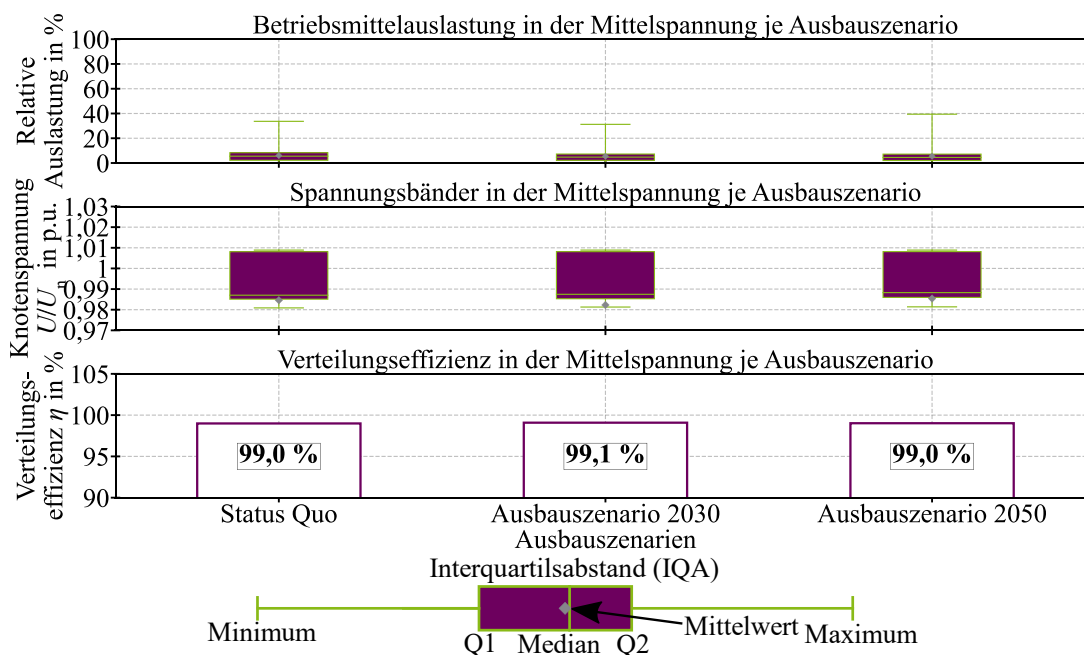 Betriebsmittelauslastung in der Mittelspannung je Ausbauszenario
Relative
Auslastung in %
100
80
60
40
20
0
Spannungsbänder in der Mittelspannung je Ausbauszenario
Knotenspannung
U/U in p.u.
1,03
1,02
1,01
1
0,99
0,98
0,97
Verteilungseffizienz in der Mittelspannung je Ausbauszenario
Verteilungs-
effizienz η in %
105
100
95
90
99,0 %
99,1 %
99,0 %
Status Quo
Ausbauszenario 2030
Ausbauszenario 2050
Ausbauszenarien
Interquartilsabstand (IQA)
Minimum
Q1
Median
Q2
Mittelwert
Maximum